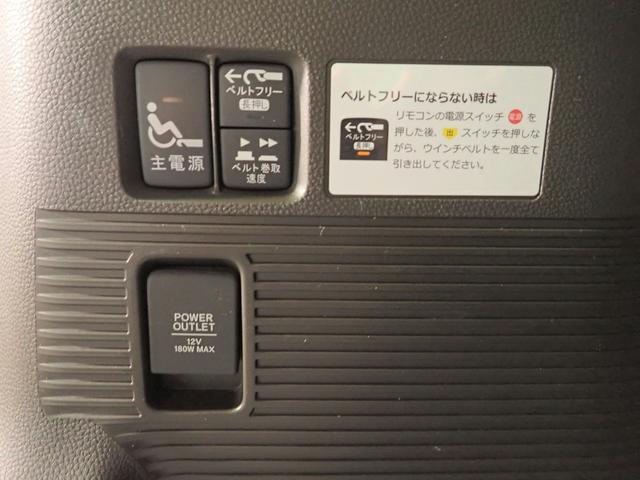 ベルトフリー
長押し
主電源
ベルト巻取
速度
ベルトフリーにならない時は
リモコンの電源スイッチ 電源 を
押した後、 出 スイッチを押しな
がら、ウインチベルトを一度全て
引き出してください。
ベルトフリー
長押し
POWER
OUTLET
12V
180W MAX